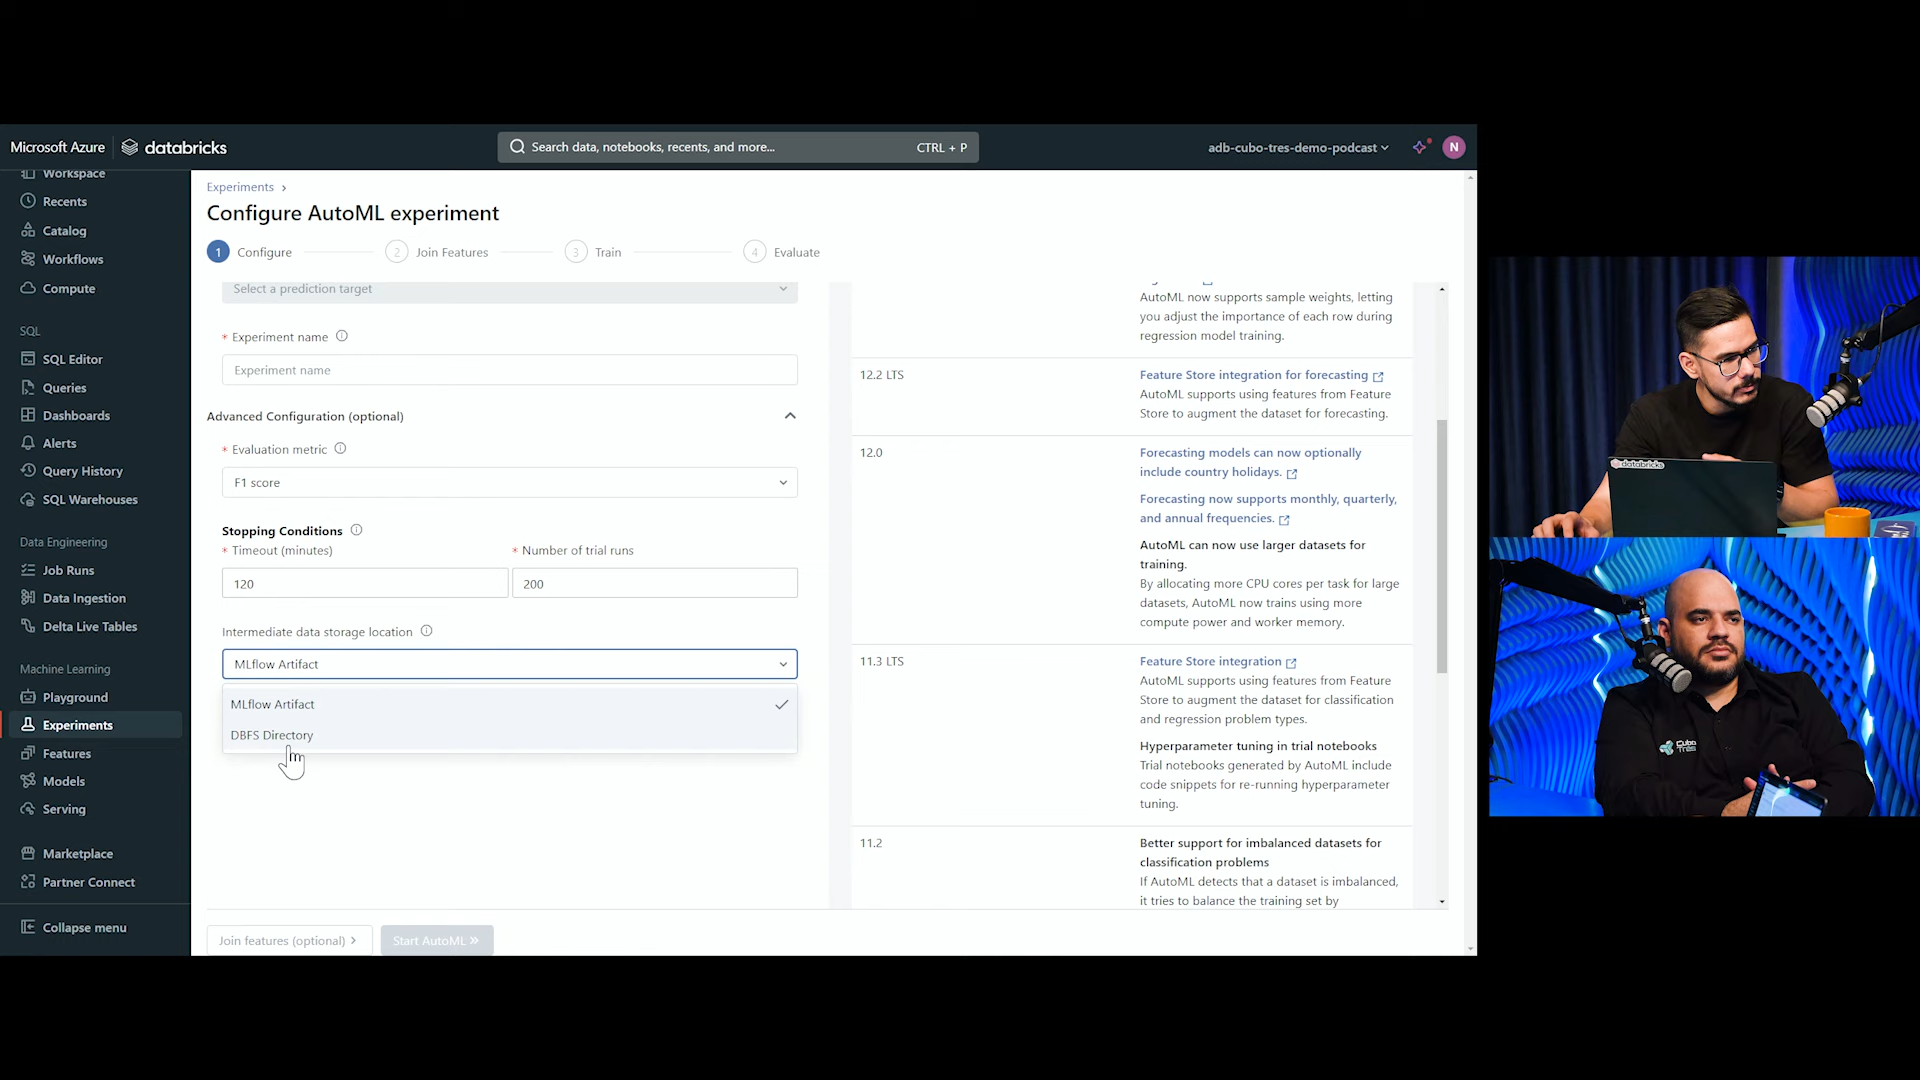 Microsoft Azure
databricks
Search data, notebooks, recents, and more...
CTRL + P
adb-cubo-tres-demo-podcast
N
Workspace
Recents
Catalog
Workflows
Compute
SQL
SQL Editor
Queries
Dashboards
Alerts
Query History
SQL Warehouses
Data Engineering
Job Runs
Data Ingestion
Delta Live Tables
Machine Learning
Playground
Experiments
Features
Models
Serving
Marketplace
Partner Connect
Collapse menu
Experiments ›
Configure AutoML experiment
1 Configure
2 Join Features
3 Train
4 Evaluate
Select a prediction target
* Experiment name
Experiment name
Advanced Configuration (optional)
* Evaluation metric
F1 score
Stopping Conditions
* Timeout (minutes)
* Number of trial runs
120
200
Intermediate data storage location
MLflow Artifact
MLflow Artifact
DBFS Directory
Join features (optional) >
Start AutoML »
AutoML now supports sample weights, letting
you adjust the importance of each row during
regression model training.
12.2 LTS
Feature Store integration for forecasting
AutoML supports using features from Feature
Store to augment the dataset for forecasting.
12.0
Forecasting models can now optionally
include country holidays.
Forecasting now supports monthly, quarterly,
and annual frequencies.
AutoML can now use larger datasets for
training.
By allocating more CPU cores per task for large
datasets, AutoML now trains using more
compute power and worker memory.
11.3 LTS
Feature Store integration
AutoML supports using features from Feature
Store to augment the dataset for classification
and regression problem types.
Hyperparameter tuning in trial notebooks
Trial notebooks generated by AutoML include
code snippets for re-running hyperparameter
tuning.
11.2
Better support for imbalanced datasets for
classification problems
If AutoML detects that a dataset is imbalanced,
it tries to balance the training set by
databricks
Cubo
Três